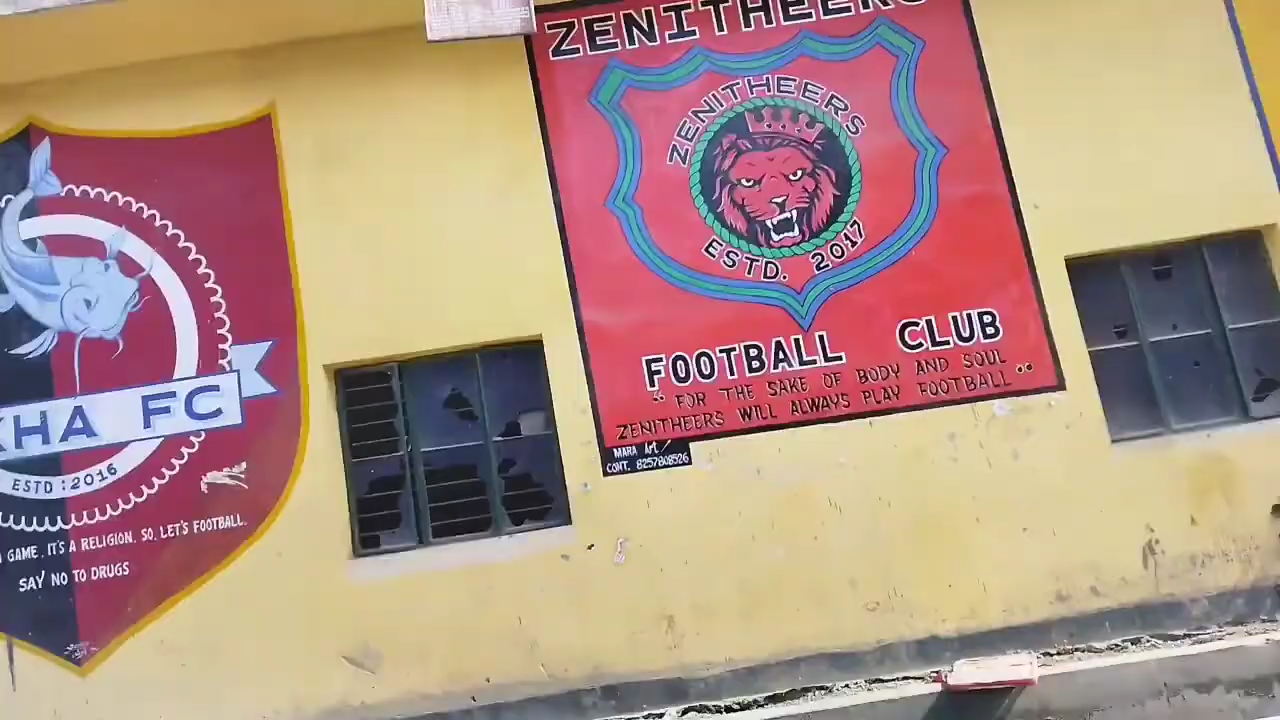 KHA FC
ESTD : 2016
GAME, IT'S A RELIGION. SO, LET'S FOOTBALL.
SAY NO TO DRUGS
ZENITHEERS
ZENITHEERS
ESTD. 2017
FOOTBALL CLUB
" FOR THE SAKE OF BODY AND SOUL
ZENITHEERS WILL ALWAYS PLAY FOOTBALL "
MARA Art
CONT. 8257808526